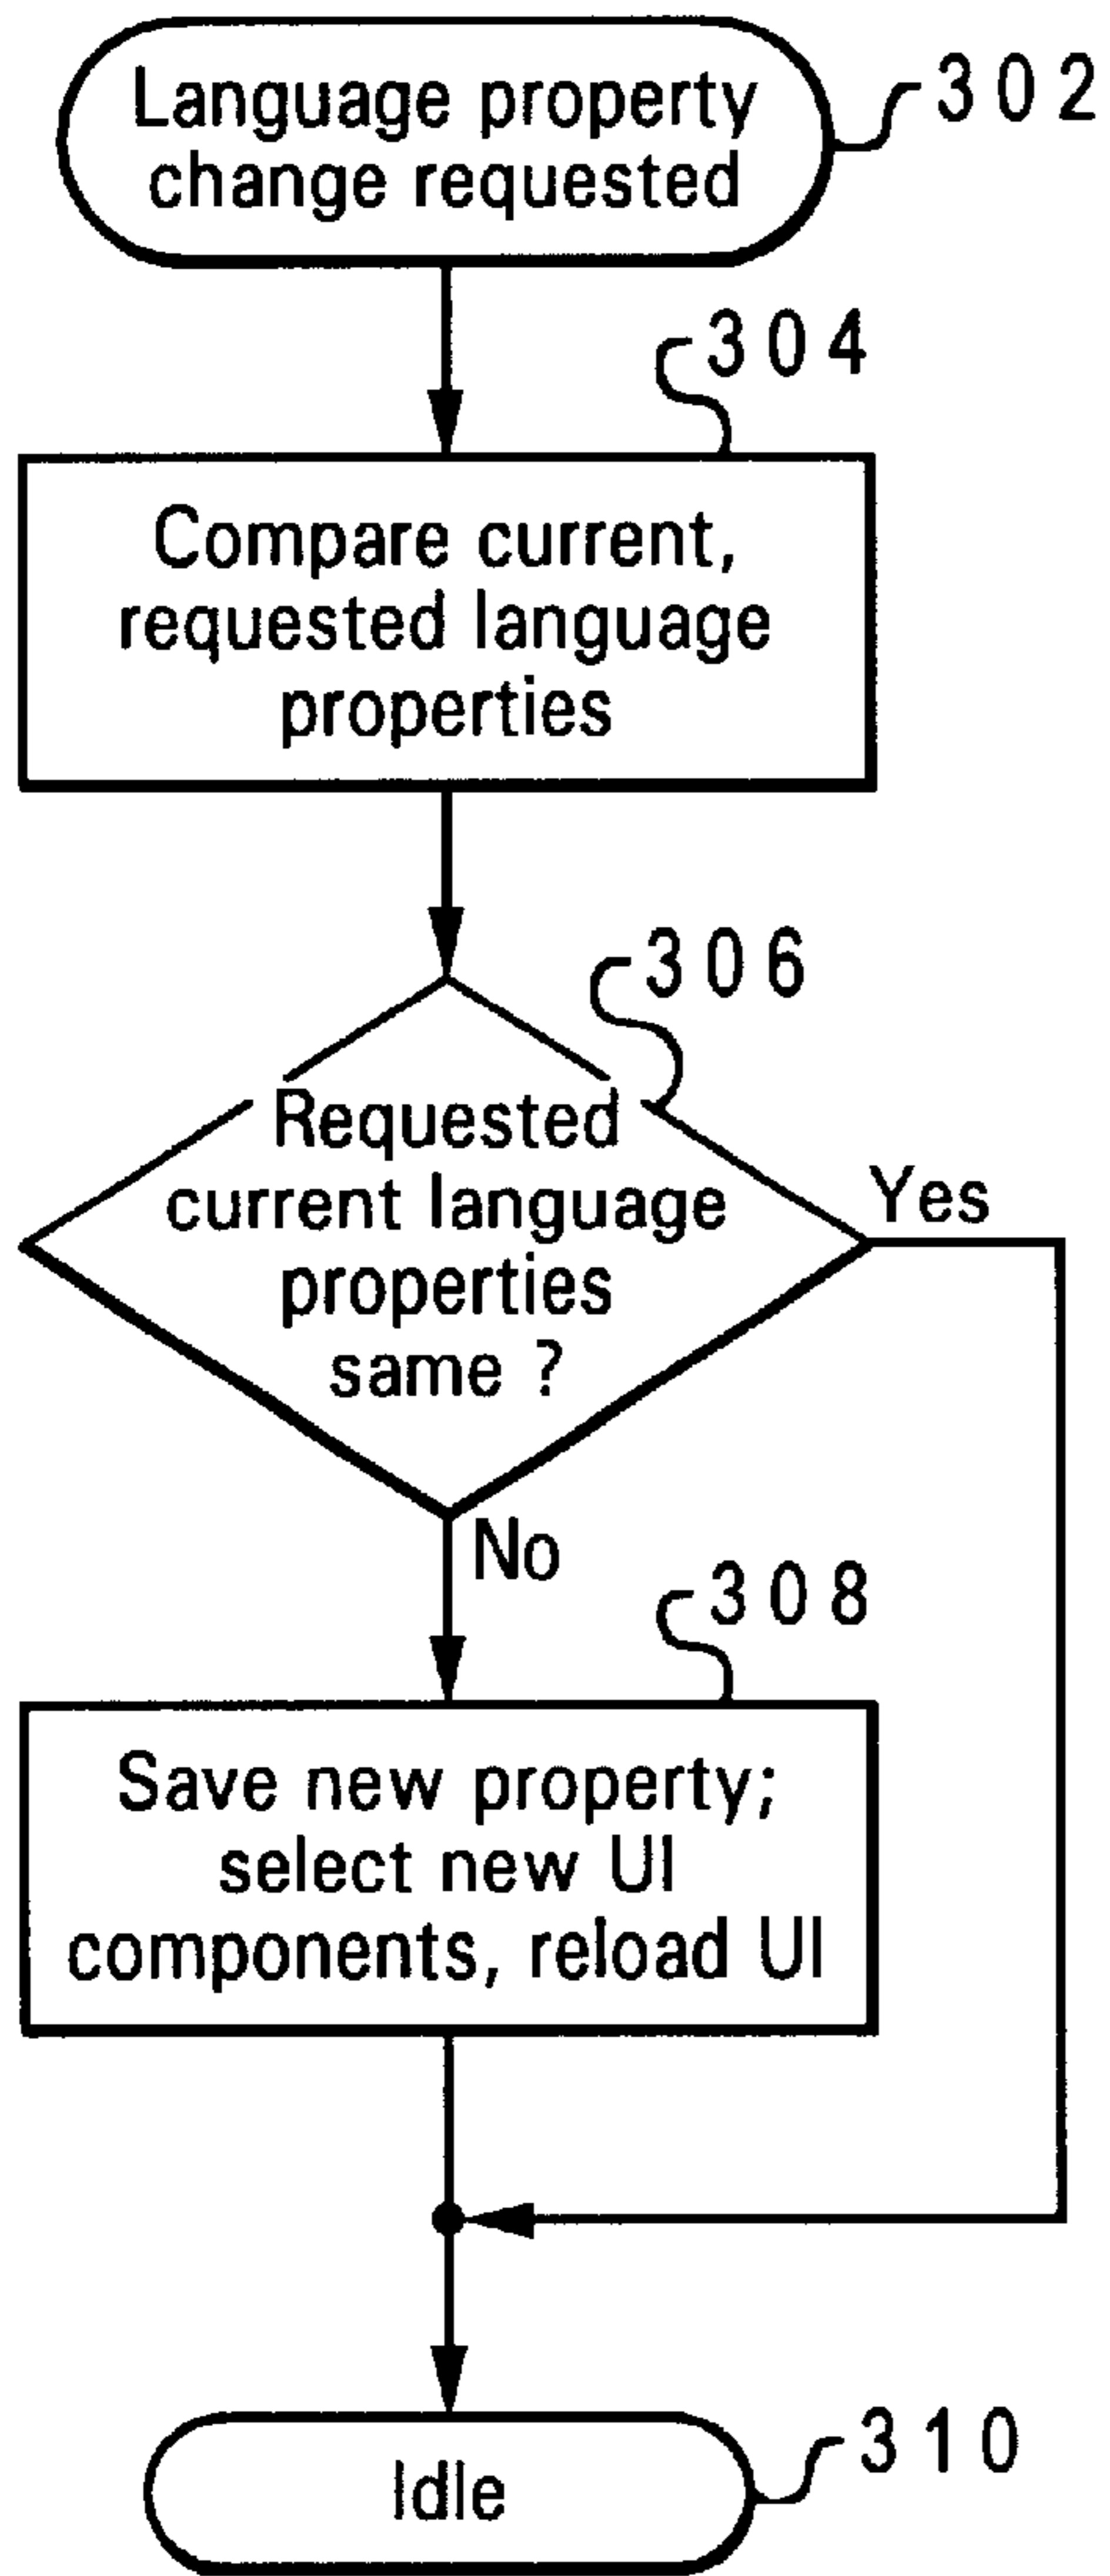 Language property
change requested
302
304
Compare current,
requested language
properties
306
Requested
current language
properties
same ?
Yes
No
308
Save new property;
select new UI
components, reload UI
Idle
310